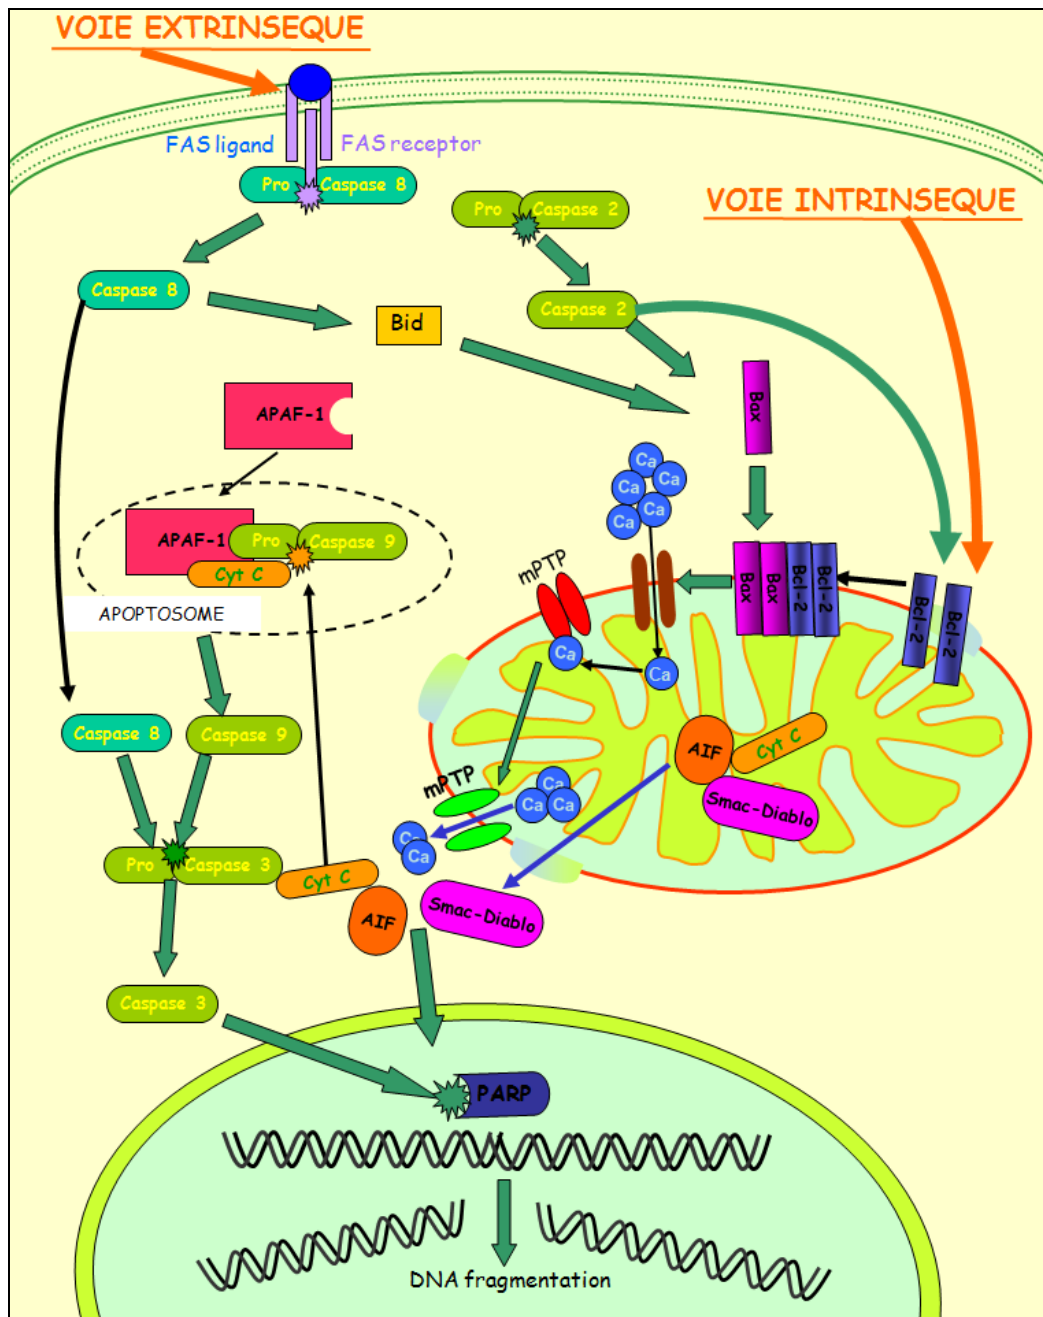 VOIE EXTRINSEQUE
FAS ligand
FAS receptor
Pro Caspase 8
Pro Caspase 2
VOIE INTRINSEQUE
Caspase 8
Caspase 2
Bid
Bax
APAF-1
Ca
Ca
Ca
Ca
Ca
APAF-1
Pro Caspase 9
Cyt C
APOPTOSOME
mPTP
Bax
Bax
Bcl-2
Bcl-2
Bcl-2
Bcl-2
Ca
Ca
Caspase 8
Caspase 9
AIF
Cyt C
Smac-Diablo
mPTP
Ca
Ca
Ca
Ca
Ca
Pro Caspase 3
Cyt C
AIF
Smac-Diablo
Caspase 3
PARP
DNA fragmentation